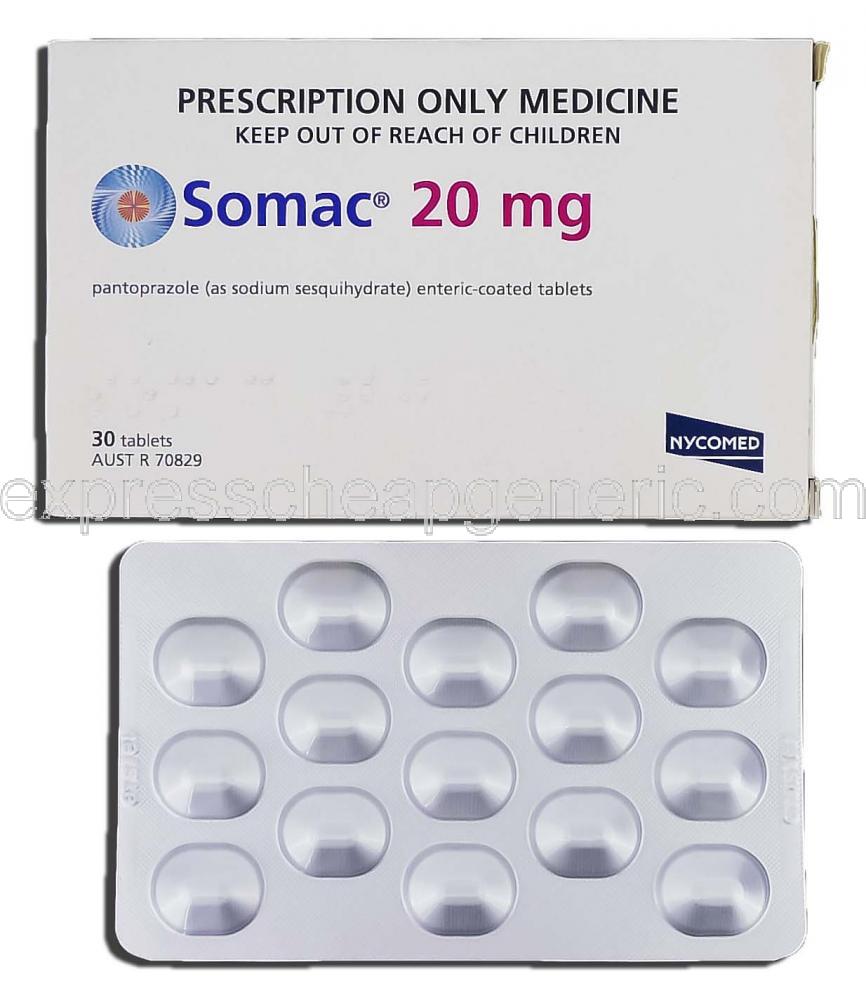 PRESCRIPTION ONLY MEDICINE
KEEP OUT OF REACH OF CHILDREN
Somac® 20 mg
pantoprazole (as sodium sesquihydrate) enteric-coated tablets
30 tablets
AUST R 70829
NYCOMED
expresscheapgeneric.com